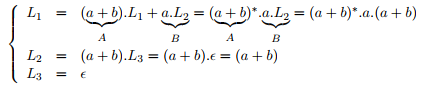 L₁ = (a + b).L₁ + a.L₂ = (a + b)*.a.L₂ = (a + b)*.a.(a + b)
A B A B
L₂ = (a + b).L₃ = (a + b).ϵ = (a + b)
L₃ = ϵ